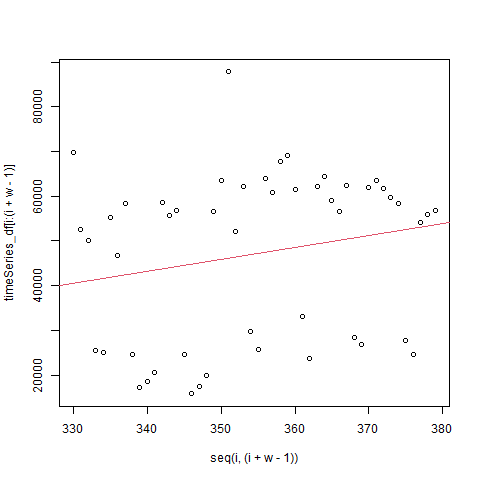 timeSeries_df[i:(i + w - 1)]
80000
60000
40000
20000
330 340 350 360 370 380
seq(i, (i + w - 1))